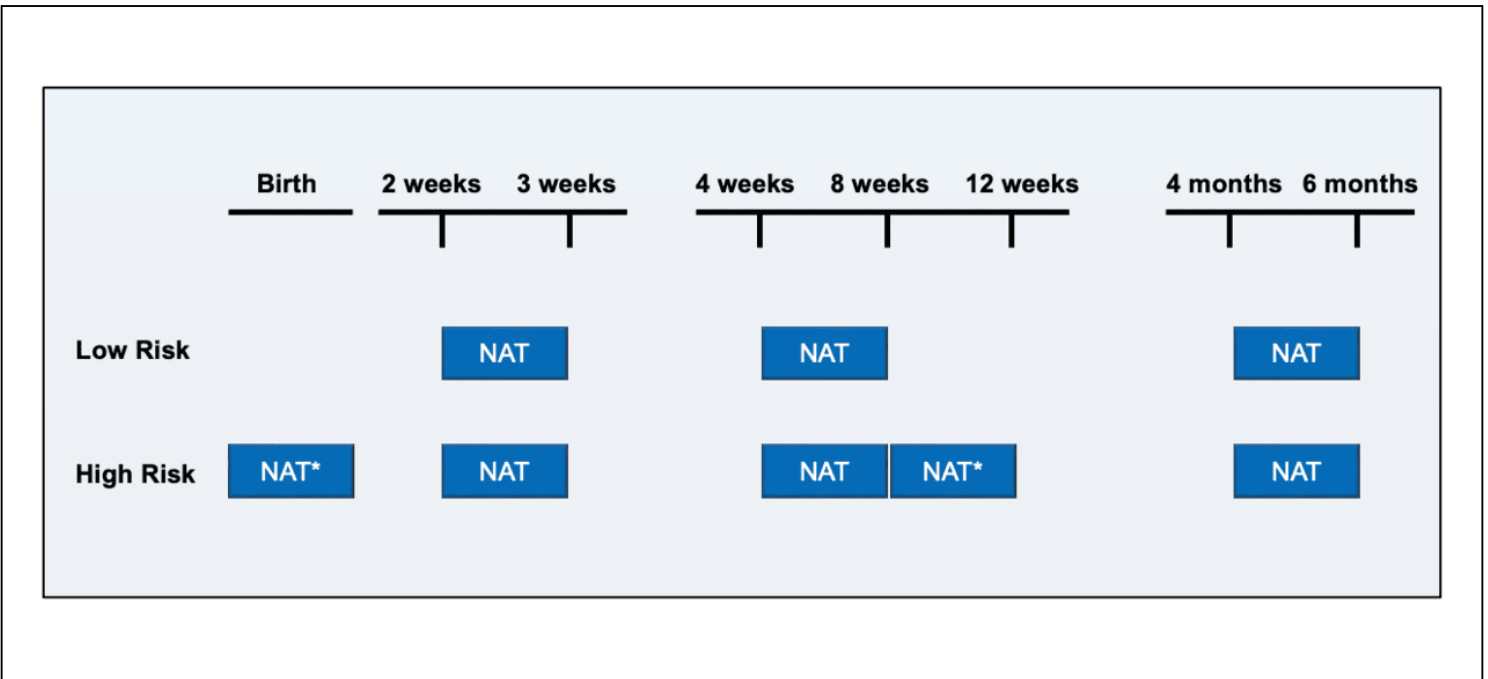 Birth 2 weeks 3 weeks 4 weeks 8 weeks 12 weeks 4 months 6 months
Low Risk NAT NAT NAT
High Risk NAT* NAT NAT NAT* NAT